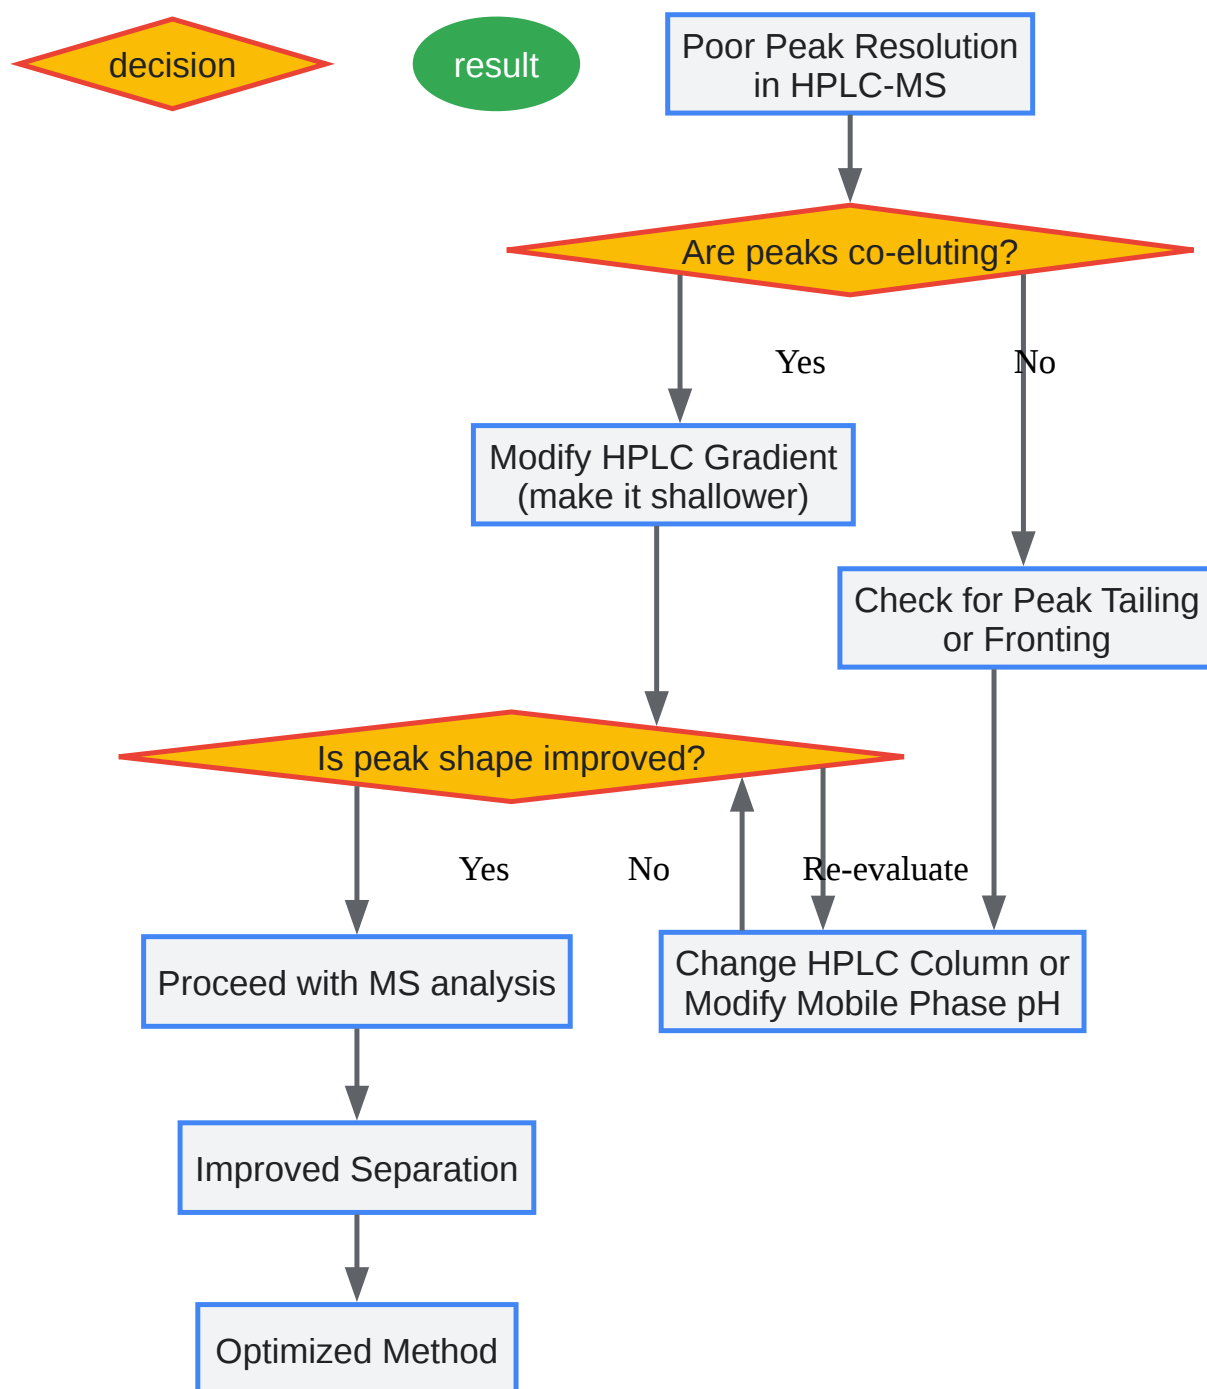 decision
result
Poor Peak Resolution
in HPLC-MS
Are peaks co-eluting?
Yes
No
Modify HPLC Gradient
(make it shallower)
Check for Peak Tailing
or Fronting
Is peak shape improved?
Yes
No
Re-evaluate
Proceed with MS analysis
Change HPLC Column or
Modify Mobile Phase pH
Improved Separation
Optimized Method